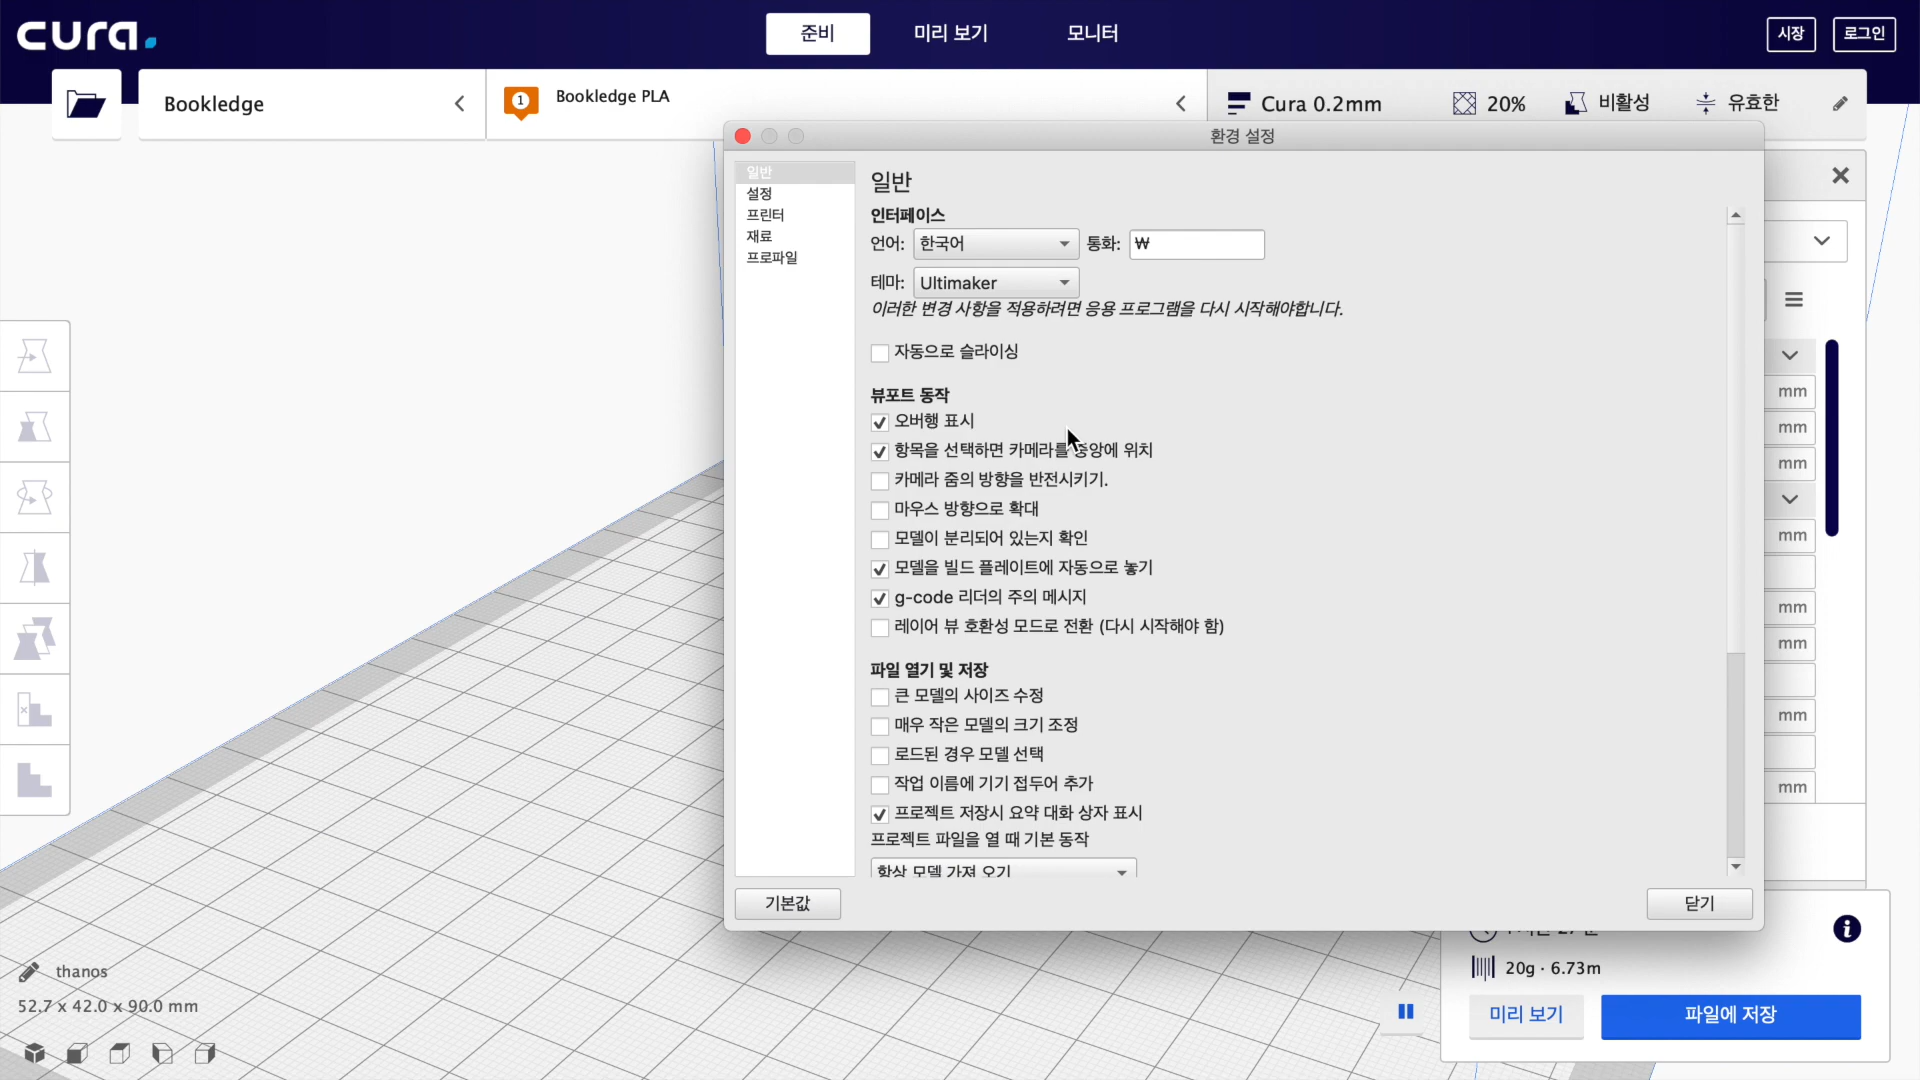 cura.
준비
미리 보기
모니터
시장
로그인
Bookledge
1
Bookledge PLA
Cura 0.2mm
20%
비활성
유효한
환경 설정
일반
설정
프린터
재료
프로파일
일반
인터페이스
언어: 한국어 통화: ₩
테마: Ultimaker
이러한 변경 사항을 적용하려면 응용 프로그램을 다시 시작해야합니다.
자동으로 슬라이싱
뷰포트 동작
오버행 표시
항목을 선택하면 카메라를 중앙에 위치
카메라 줌의 방향을 반전시키기.
마우스 방향으로 확대
모델이 분리되어 있는지 확인
모델을 빌드 플레이트에 자동으로 놓기
g-code 리더의 주의 메시지
레이어 뷰 호환성 모드로 전환 (다시 시작해야 함)
파일 열기 및 저장
큰 모델의 사이즈 수정
매우 작은 모델의 크기 조정
로드된 경우 모델 선택
작업 이름에 기기 접두어 추가
프로젝트 저장시 요약 대화 상자 표시
프로젝트 파일을 열 때 기본 동작
항상 모델 가져 오기
기본값
닫기
mm
mm
mm
mm
mm
mm
mm
mm
20g · 6.73m
미리 보기
파일에 저장
thanos
52.7 x 42.0 x 90.0 mm